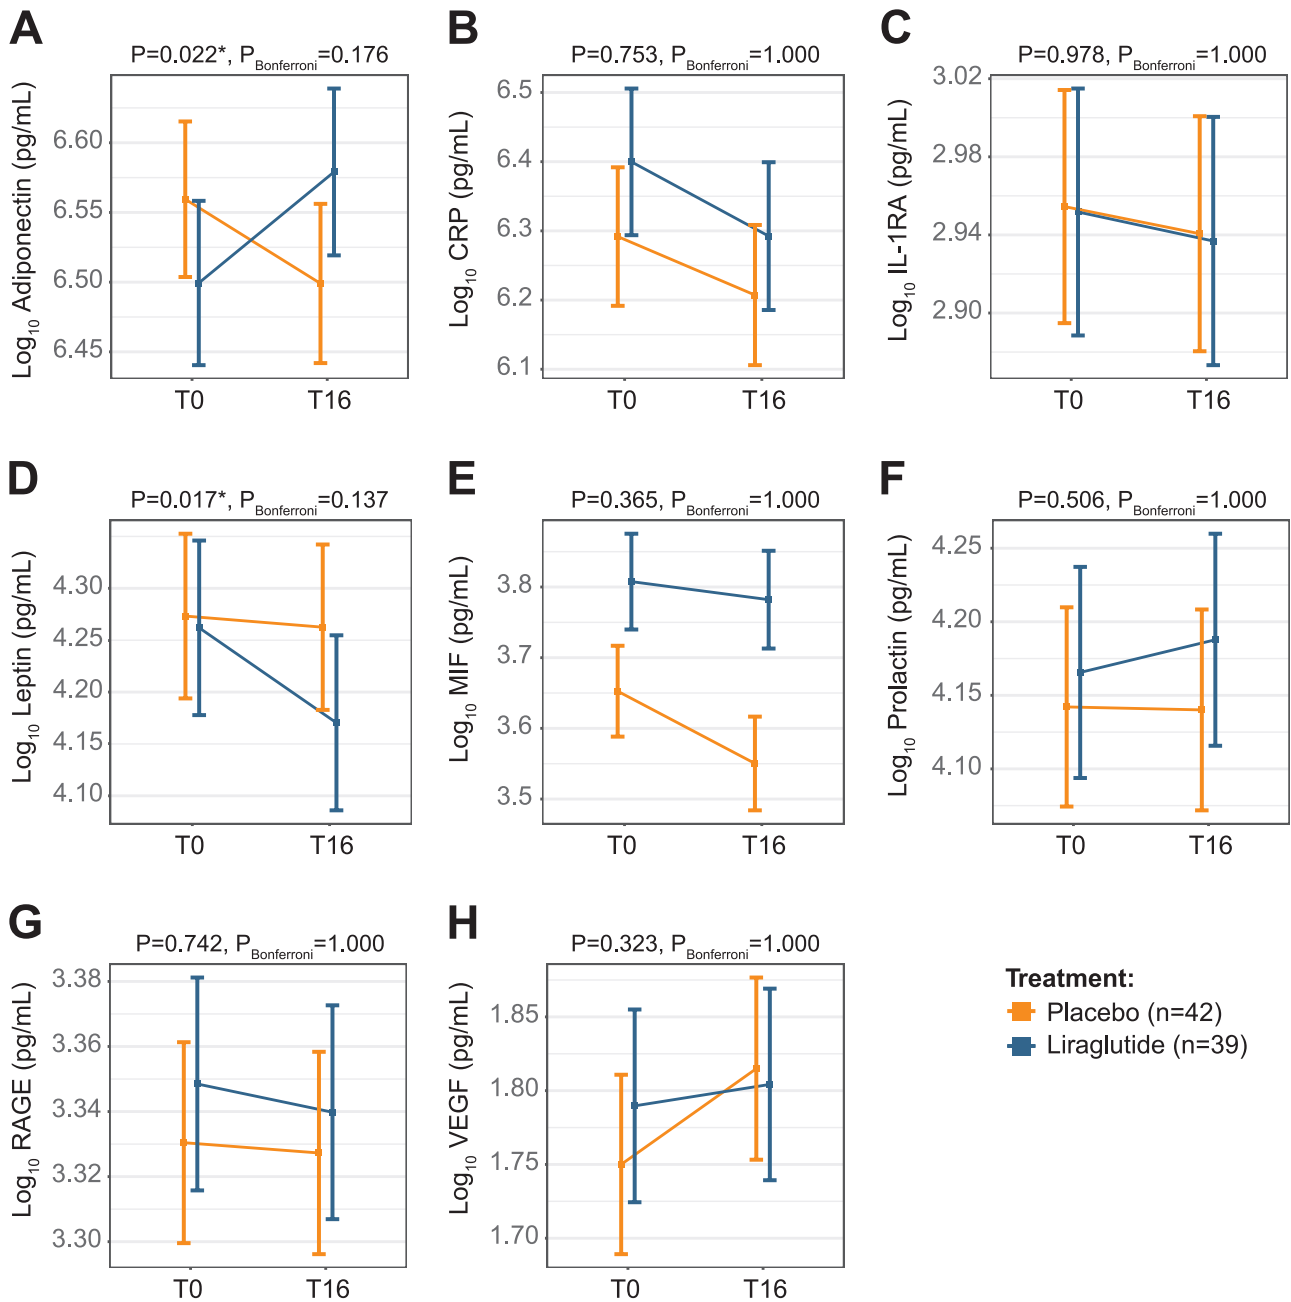 A
P=0.022*, PBonferroni=0.176
Log10 Adiponectin (pg/mL)
6.60
6.55
6.50
6.45
T0 T16
B
P=0.753, PBonferroni=1.000
Log10 CRP (pg/mL)
6.5
6.4
6.3
6.2
6.1
T0 T16
C
P=0.978, PBonferroni=1.000
Log10 IL-1RA (pg/mL)
3.02
2.98
2.94
2.90
T0 T16
D
P=0.017*, PBonferroni=0.137
Log10 Leptin (pg/mL)
4.30
4.25
4.20
4.15
4.10
T0 T16
E
P=0.365, PBonferroni=1.000
Log10 MIF (pg/mL)
3.8
3.7
3.6
3.5
T0 T16
F
P=0.506, PBonferroni=1.000
Log10 Prolactin (pg/mL)
4.25
4.20
4.15
4.10
T0 T16
G
P=0.742, PBonferroni=1.000
Log10 RAGE (pg/mL)
3.38
3.36
3.34
3.32
3.30
T0 T16
H
P=0.323, PBonferroni=1.000
Log10 VEGF (pg/mL)
1.85
1.80
1.75
1.70
T0 T16
Treatment:
Placebo (n=42)
Liraglutide (n=39)